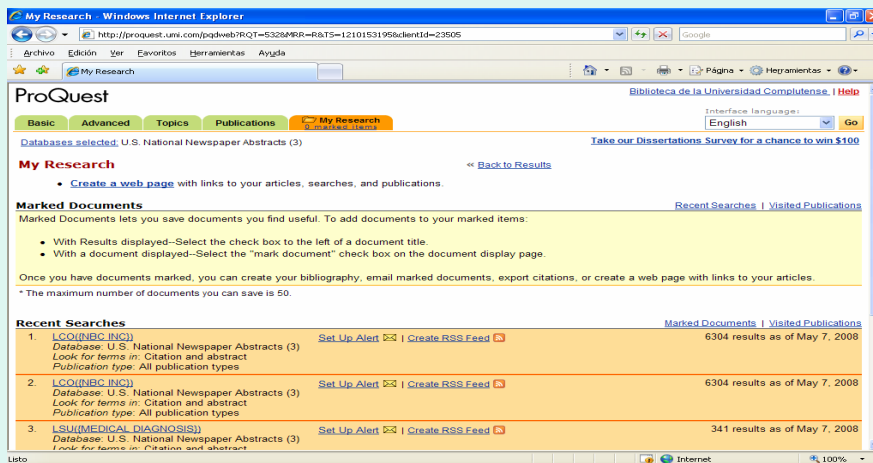 My Research - Windows Internet Explorer
http://proquest.umi.com/pqdweb?RQT=532&MRR=R&TS=1210153195&clientId=23505
Google
Archivo Edición Ver Favoritos Herramientas Ayuda
My Research
Página Herramientas
ProQuest
Biblioteca de la Universidad Complutense | Help
Basic Advanced Topics Publications My Research
0 marked items
Interface language:
English Go
Databases selected: U.S. National Newspaper Abstracts (3)
Take our Dissertations Survey for a chance to win $100
My Research
« Back to Results
• Create a web page with links to your articles, searches, and publications.
Marked Documents
Recent Searches | Visited Publications
Marked Documents lets you save documents you find useful. To add documents to your marked items:
• With Results displayed--Select the check box to the left of a document title.
• With a document displayed--Select the "mark document" check box on the document display page.
Once you have documents marked, you can create your bibliography, email marked documents, export citations, or create a web page with links to your articles.
* The maximum number of documents you can save is 50.
Recent Searches
Marked Documents | Visited Publications
1. LCO({NBC INC}) Set Up Alert | Create RSS Feed 6304 results as of May 7, 2008
Database: U.S. National Newspaper Abstracts (3)
Look for terms in: Citation and abstract
Publication type: All publication types
2. LCO({NBC INC}) Set Up Alert | Create RSS Feed 6304 results as of May 7, 2008
Database: U.S. National Newspaper Abstracts (3)
Look for terms in: Citation and abstract
Publication type: All publication types
3. LSU({MEDICAL DIAGNOSIS}) Set Up Alert | Create RSS Feed 341 results as of May 7, 2008
Database: U.S. National Newspaper Abstracts (3)
Look for terms in: Citation and abstract
Listo Internet 100%